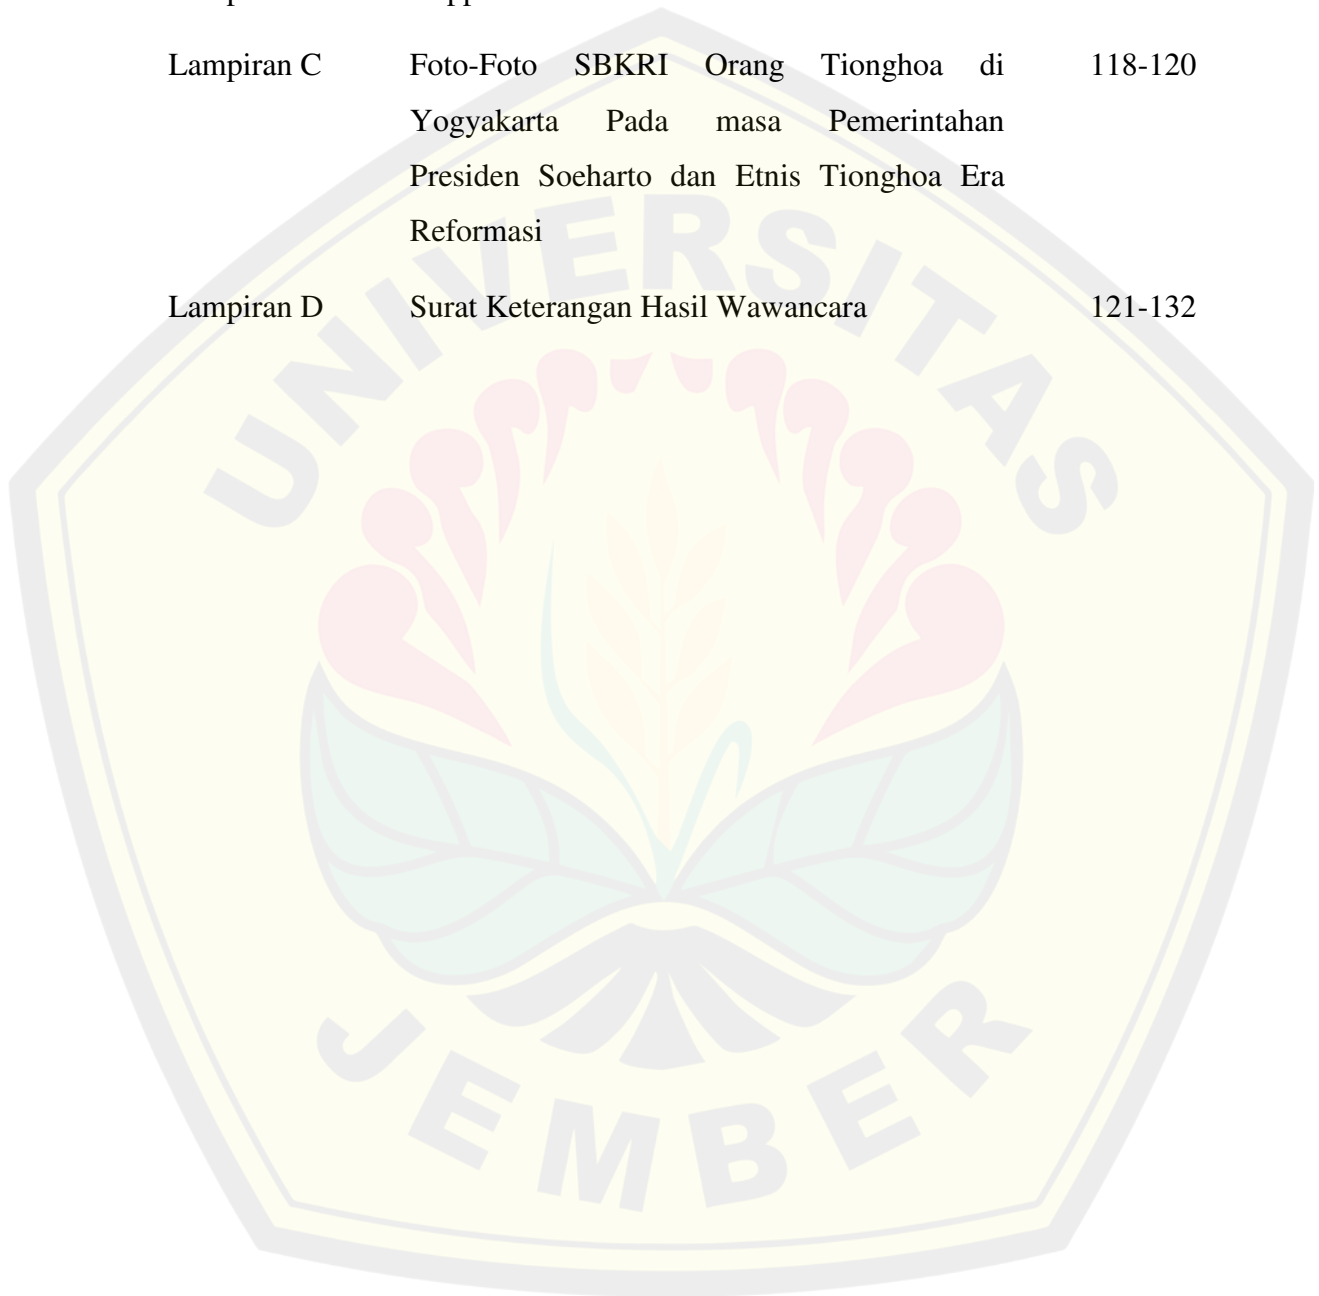 Lampiran C Foto-Foto SBKRI Orang Tionghoa di 118-120
Yogyakarta Pada masa Pemerintahan
Presiden Soeharto dan Etnis Tionghoa Era
Reformasi
Lampiran D Surat Keterangan Hasil Wawancara 121-132
UNIVERSITAS
JEMBER